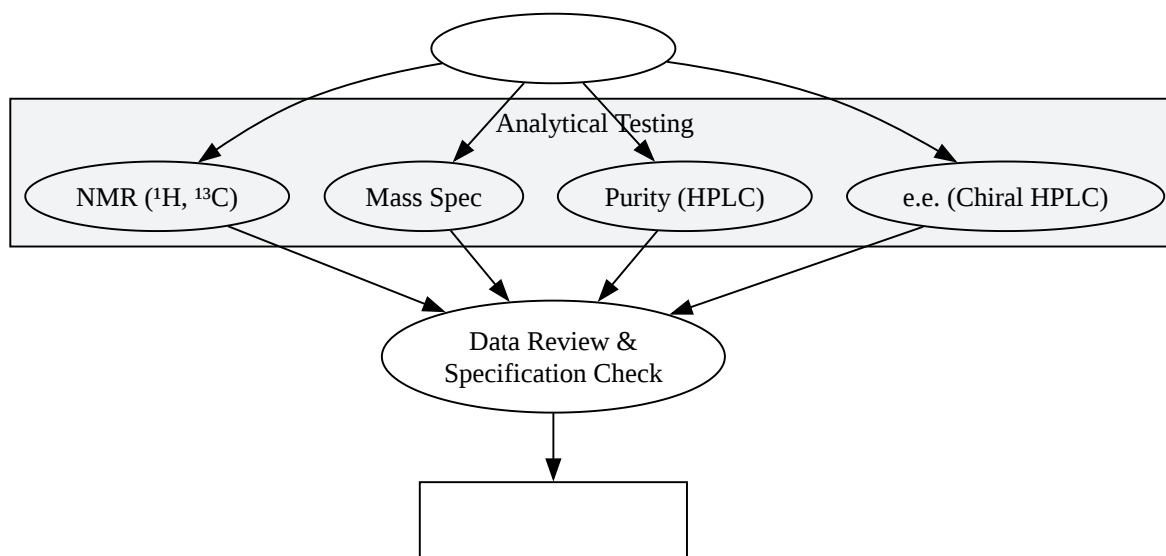 Analytical Testing
NMR (¹H, ¹³C)
Mass Spec
Purity (HPLC)
e.e. (Chiral HPLC)
Data Review &
Specification Check